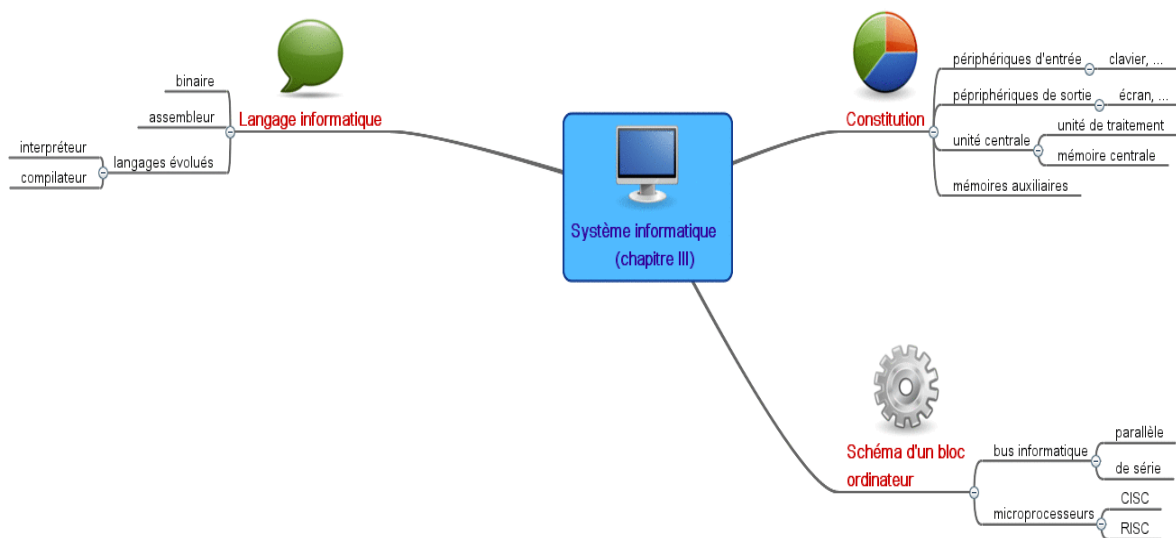 Système informatique
(chapitre III)
Langage informatique
binaire
assembleur
langages évolués
interpréteur
compilateur
Constitution
périphériques d'entrée
clavier, ...
pépriphériques de sortie
écran, ...
unité centrale
unité de traitement
mémoire centrale
mémoires auxiliaires
Schéma d'un bloc
ordinateur
bus informatique
parallèle
de série
microprocesseurs
CISC
RISC